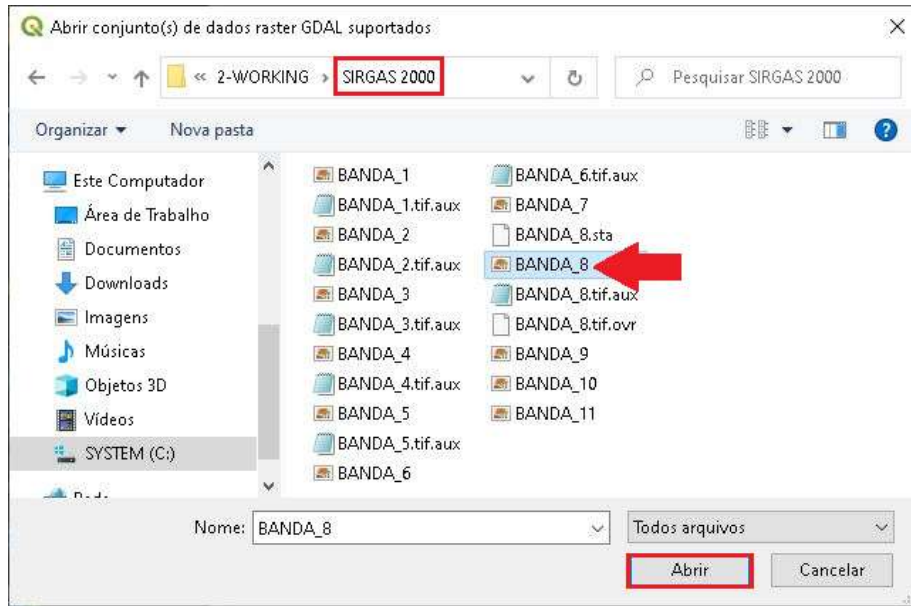 Abrir conjunto(s) de dados raster GDAL suportados
« 2-WORKING > SIRGAS 2000
Pesquisar SIRGAS 2000
Organizar
Nova pasta
Este Computador
Área de Trabalho
Documentos
Downloads
Imagens
Músicas
Objetos 3D
Vídeos
SYSTEM (C:)
BANDA_1
BANDA_1.tif.aux
BANDA_2
BANDA_2.tif.aux
BANDA_3
BANDA_3.tif.aux
BANDA_4
BANDA_4.tif.aux
BANDA_5
BANDA_5.tif.aux
BANDA_6
BANDA_6.tif.aux
BANDA_7
BANDA_8.sta
BANDA_8
BANDA_8.tif.aux
BANDA_8.tif.ovr
BANDA_9
BANDA_10
BANDA_11
Nome: BANDA_8
Todos arquivos
Abrir
Cancelar